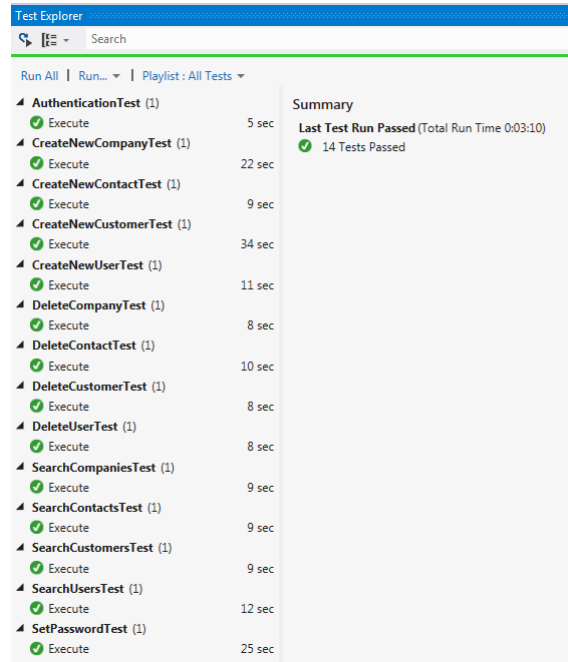 Test Explorer
Search
Run All | Run... | Playlist : All Tests
AuthenticationTest (1)
Execute 5 sec
CreateNewCompanyTest (1)
Execute 22 sec
CreateNewContactTest (1)
Execute 9 sec
CreateNewCustomerTest (1)
Execute 34 sec
CreateNewUserTest (1)
Execute 11 sec
DeleteCompanyTest (1)
Execute 8 sec
DeleteContactTest (1)
Execute 10 sec
DeleteCustomerTest (1)
Execute 8 sec
DeleteUserTest (1)
Execute 8 sec
SearchCompaniesTest (1)
Execute 9 sec
SearchContactsTest (1)
Execute 9 sec
SearchCustomersTest (1)
Execute 9 sec
SearchUsersTest (1)
Execute 12 sec
SetPasswordTest (1)
Execute 25 sec
Summary
Last Test Run Passed (Total Run Time 0:03:10)
14 Tests Passed